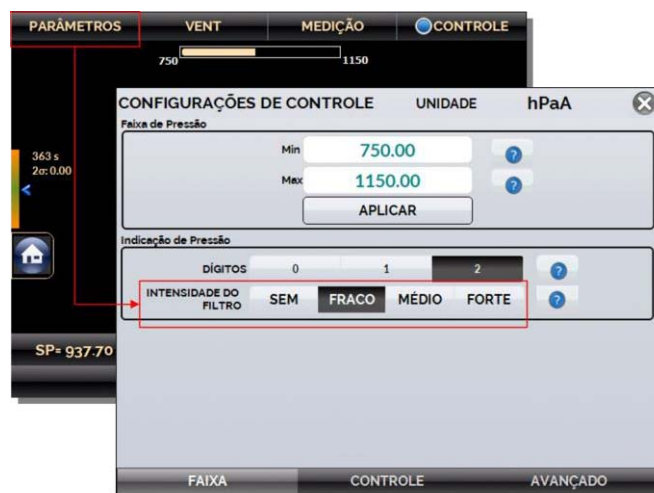 PARÂMETROS VENT MEDIÇÃO CONTROLE
750 1150
CONFIGURAÇÕES DE CONTROLE UNIDADE hPaA
Faixa de Pressão
Min 750.00 ?
363 s
2σ: 0.00
Max 1150.00 ?
APLICAR
Indicação de Pressão
DÍGITOS 0 1 2 ?
INTENSIDADE DO
FILTRO SEM FRACO MÉDIO FORTE ?
SP= 937.70
FAIXA CONTROLE AVANÇADO